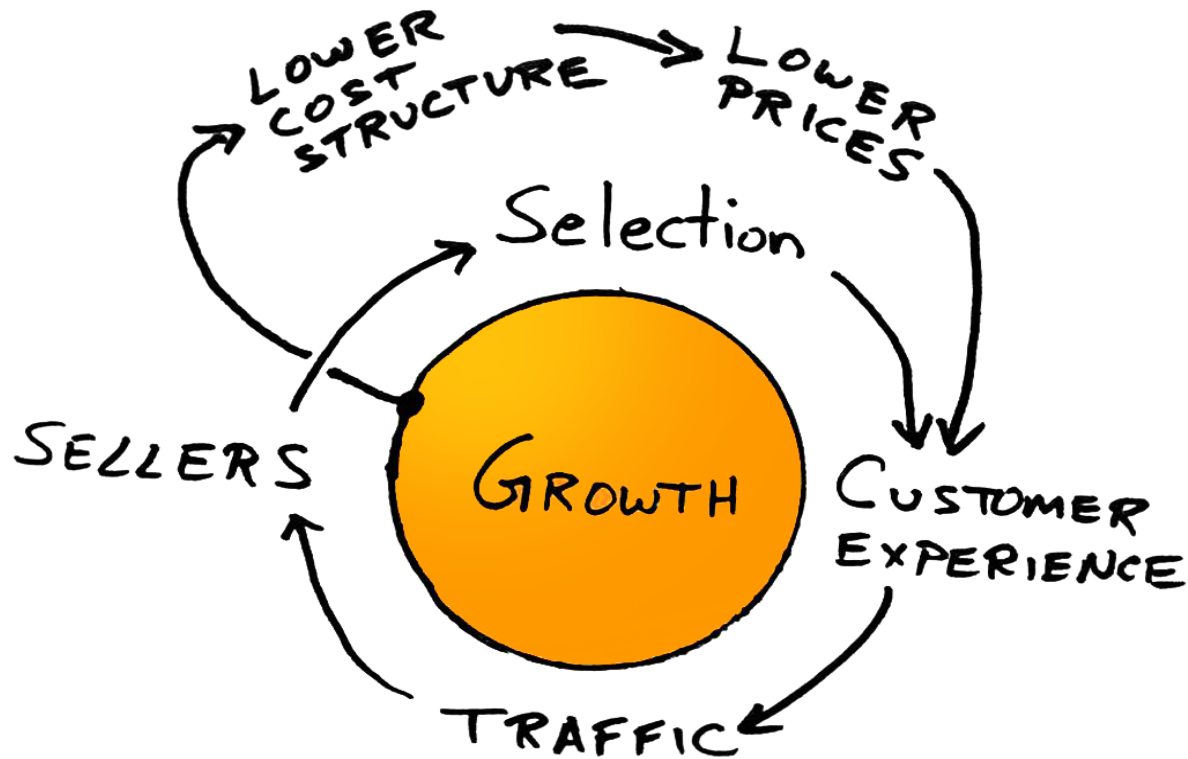 LOWER
COST
STRUCTURE
LOWER
PRICES
Selection
SELLERS
GROWTH
CUSTOMER
EXPERIENCE
TRAFFIC